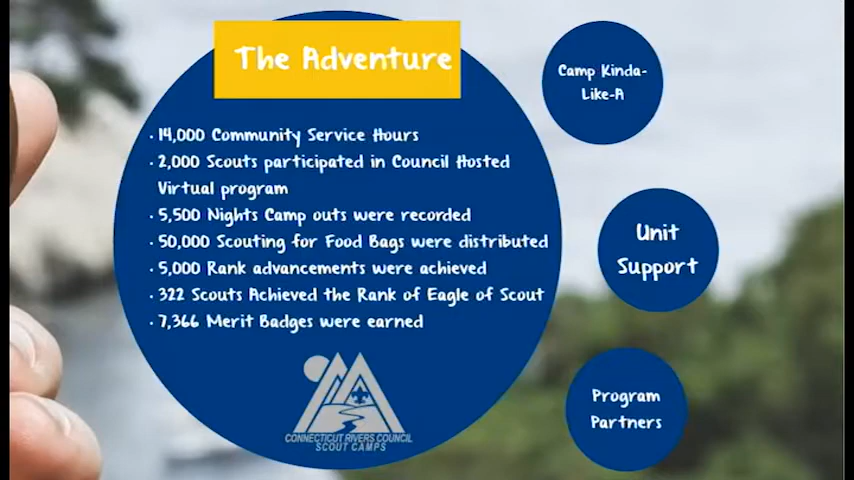 The Adventure
· 14,000 Community Service Hours
· 2,000 Scouts participated in Council Hosted
Virtual program
· 5,500 Nights Camp outs were recorded
· 50,000 Scouting for Food Bags were distributed
· 5,000 Rank advancements were achieved
· 322 Scouts Achieved the Rank of Eagle of Scout
· 7,366 Merit Badges were earned
CONNECTICUT RIVERS COUNCIL
SCOUT CAMPS
Camp Kinda-
Like-A
Unit
Support
Program
Partners